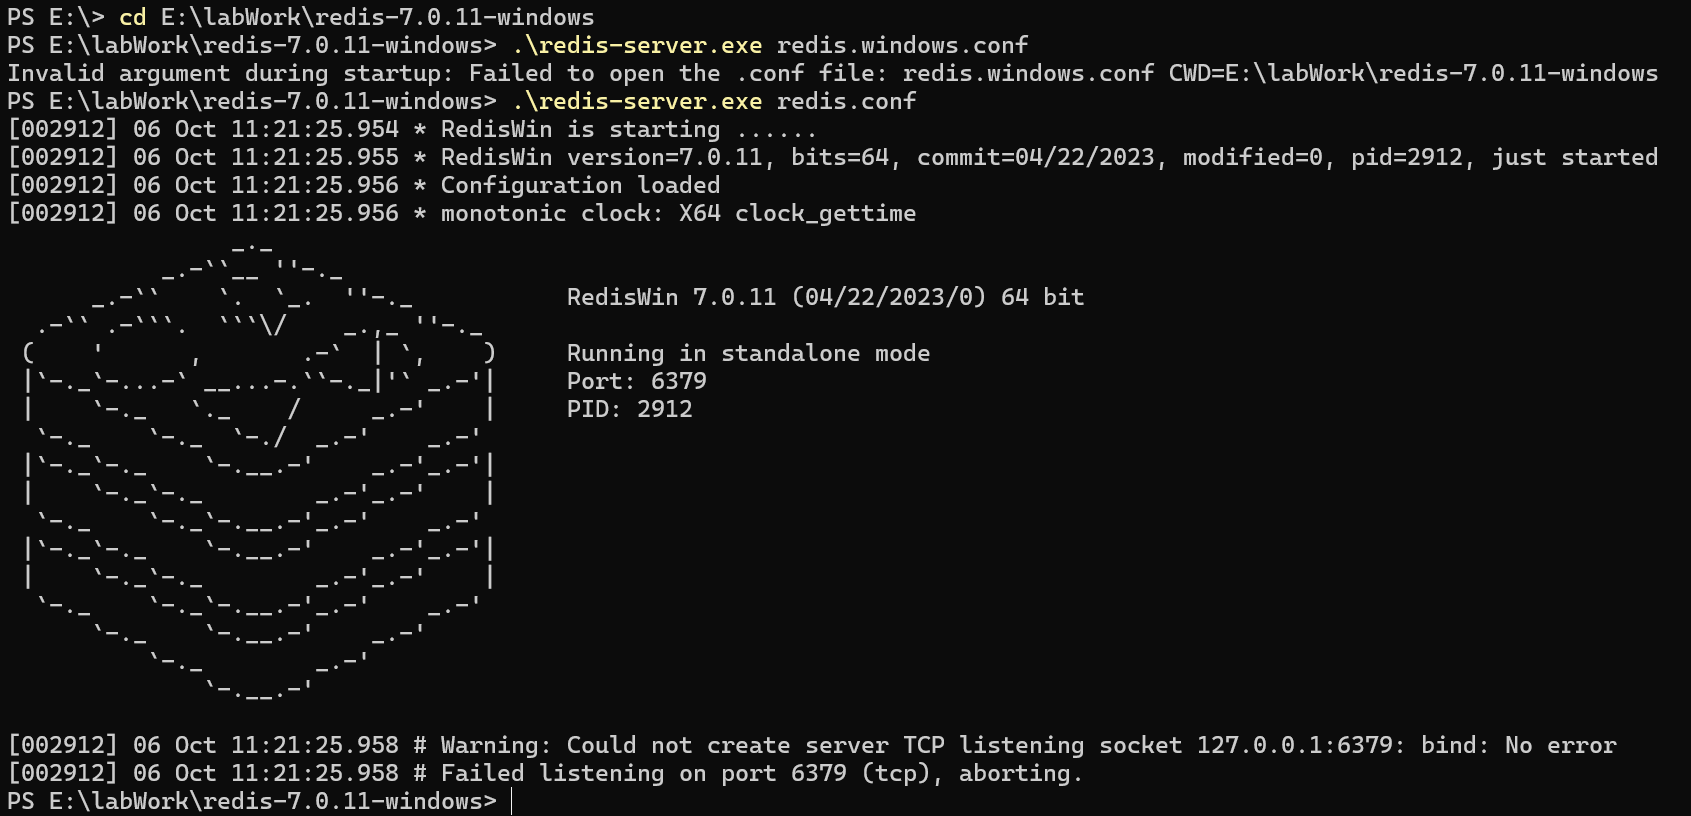 PS E:\> cd E:\labWork\redis-7.0.11-windows
PS E:\labWork\redis-7.0.11-windows> .\redis-server.exe redis.windows.conf
Invalid argument during startup: Failed to open the .conf file: redis.windows.conf CWD=E:\labWork\redis-7.0.11-windows
PS E:\labWork\redis-7.0.11-windows> .\redis-server.exe redis.conf
[002912] 06 Oct 11:21:25.954 * RedisWin is starting ......
[002912] 06 Oct 11:21:25.955 * RedisWin version=7.0.11, bits=64, commit=04/22/2023, modified=0, pid=2912, just started
[002912] 06 Oct 11:21:25.956 * Configuration loaded
[002912] 06 Oct 11:21:25.956 * monotonic clock: X64 clock_gettime
RedisWin 7.0.11 (04/22/2023/0) 64 bit
Running in standalone mode
Port: 6379
PID: 2912
[002912] 06 Oct 11:21:25.958 # Warning: Could not create server TCP listening socket 127.0.0.1:6379: bind: No error
[002912] 06 Oct 11:21:25.958 # Failed listening on port 6379 (tcp), aborting.
PS E:\labWork\redis-7.0.11-windows>